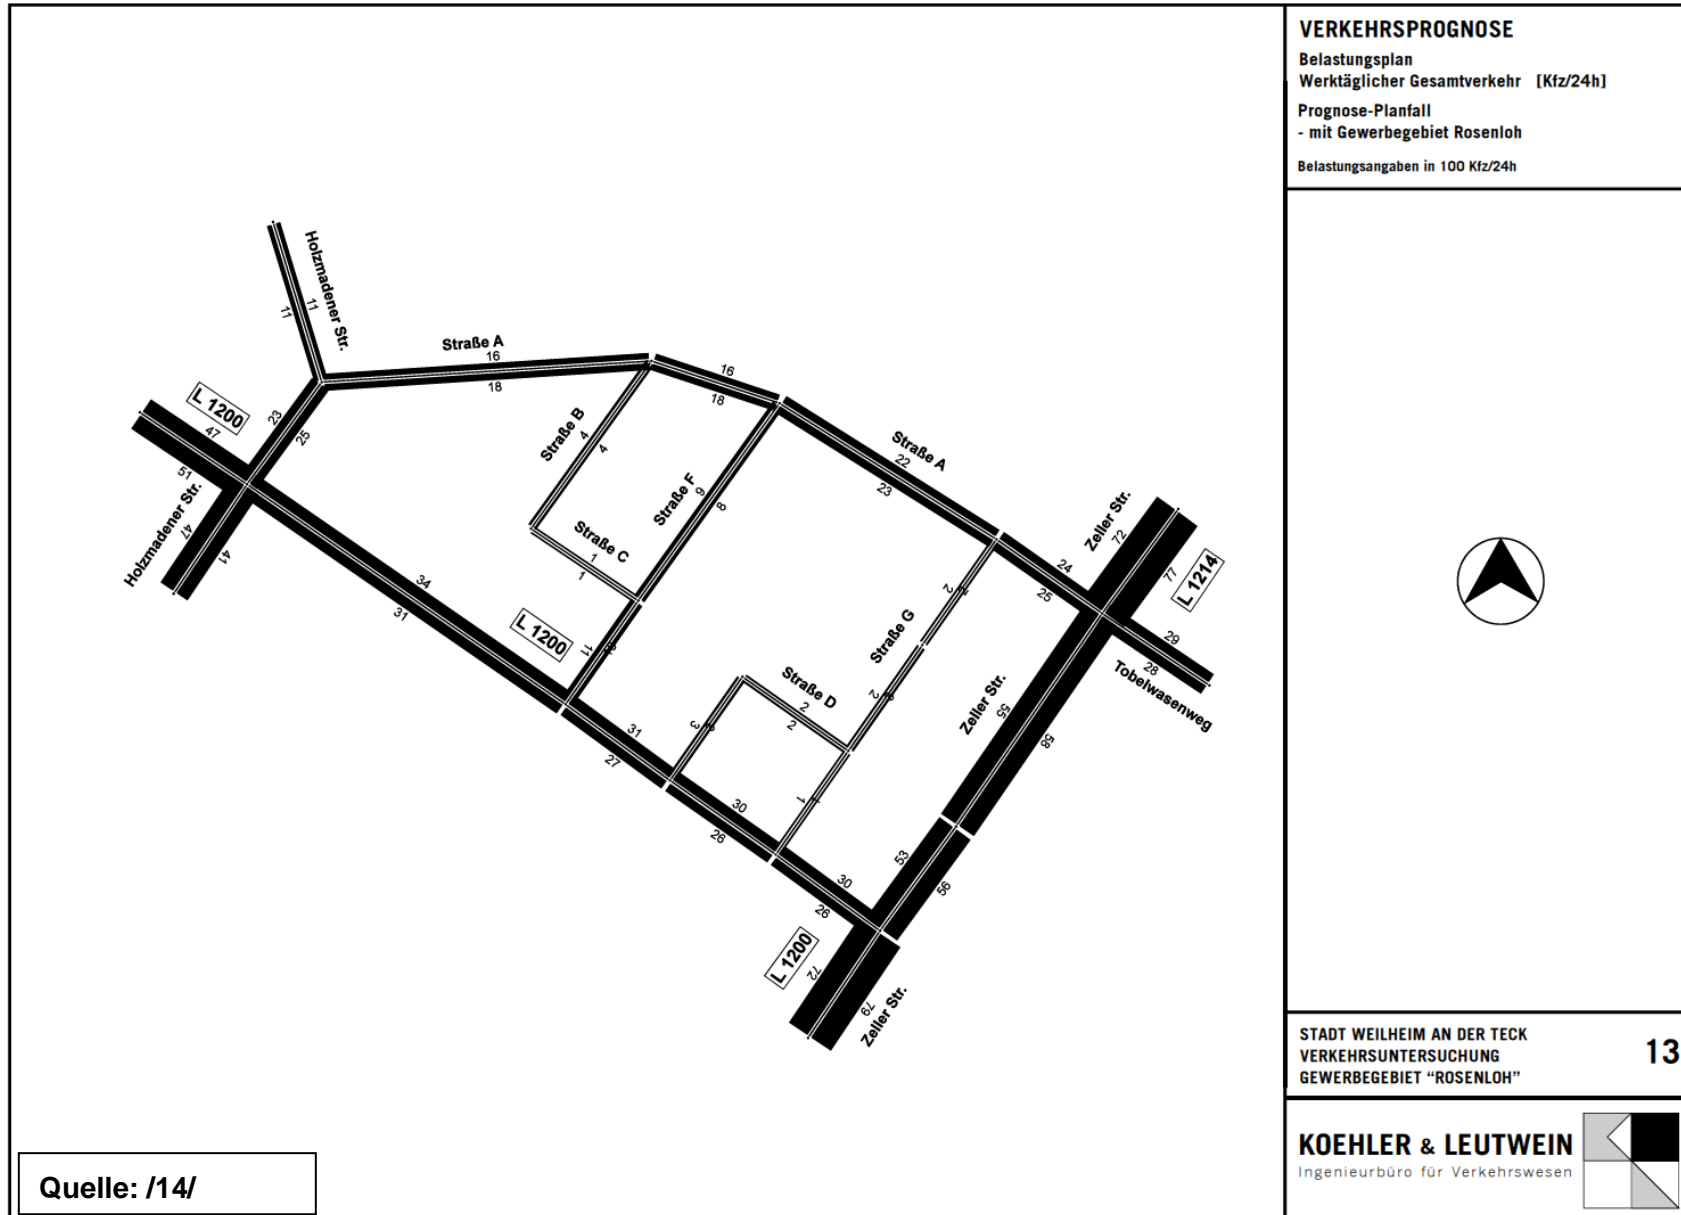 VERKEHRSPROGNOSE
Belastungsplan
Werktäglicher Gesamtverkehr [Kfz/24h]
Prognose-Planfall
- mit Gewerbegebiet Rosenloh
Belastungsangaben in 100 Kfz/24h
Holzmadener Str.
11
11
Straße A
16
18
16
18
L 1200
47
51
23
25
Holzmadener Str.
47
41
Straße B
4
4
Straße C
1
1
Straße F
9
8
11
Straße A
22
23
24
25
Zeller Str.
72
77
L 1214
29
28
Tobelwasenweg
34
31
L 1200
31
27
30
26
30
26
Straße G
2
2
Straße D
2
2
3
1
Zeller Str.
55
58
53
56
L 1200
72
79
Zeller Str.
STADT WEILHEIM AN DER TECK
VERKEHRSUNTERSUCHUNG
GEWERBEGEBIET “ROSENLOH”
13
KOEHLER & LEUTWEIN
Ingenieurbüro für Verkehrswesen
Quelle: /14/